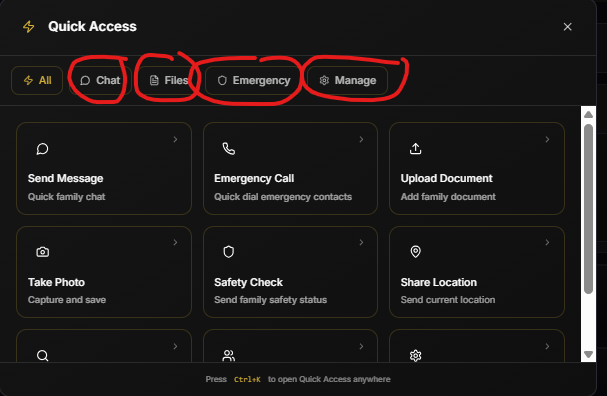 Quick Access
All Chat Files Emergency Manage
Send Message Emergency Call Upload Document
Quick family chat Quick dial emergency contacts Add family document
Take Photo Safety Check Share Location
Capture and save Send family safety status Send current location
Press Ctrl+K to open Quick Access anywhere